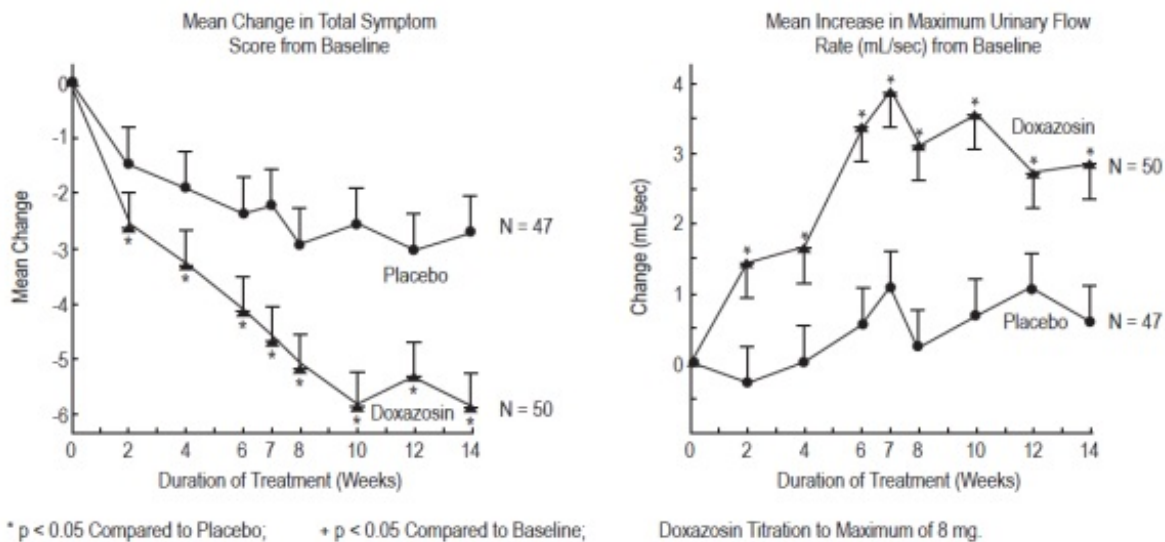 Mean Change in Total Symptom
Score from Baseline
0
-1
-2
-3
-4
-5
-6
Mean Change
N = 47
Placebo
*
*
*
*
*
*
*
*
Doxazosin
N = 50
0 2 4 6 7 8 10 12 14
Duration of Treatment (Weeks)
Mean Increase in Maximum Urinary Flow
Rate (mL/sec) from Baseline
4
3
2
1
0
Change (mL/sec)
*
*
*
*
*
*
*
*
Doxazosin
N = 50
Placebo
N = 47
0 2 4 6 7 8 10 12 14
Duration of Treatment (Weeks)
* p < 0.05 Compared to Placebo; + p < 0.05 Compared to Baseline; Doxazosin Titration to Maximum of 8 mg.